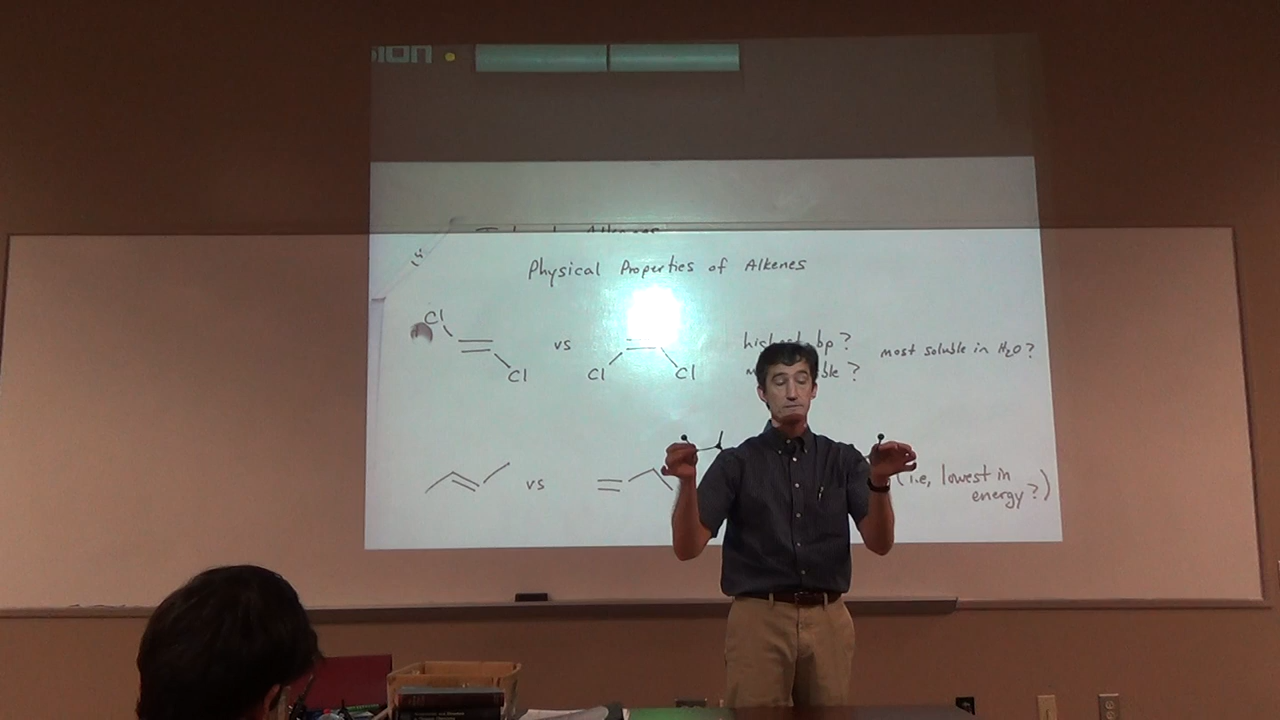 Physical Properties of Alkenes
Cl
Cl
vs
Cl
Cl
highest bp?
most soluble in H₂O?
?
vs
(i.e, lowest in
energy?)